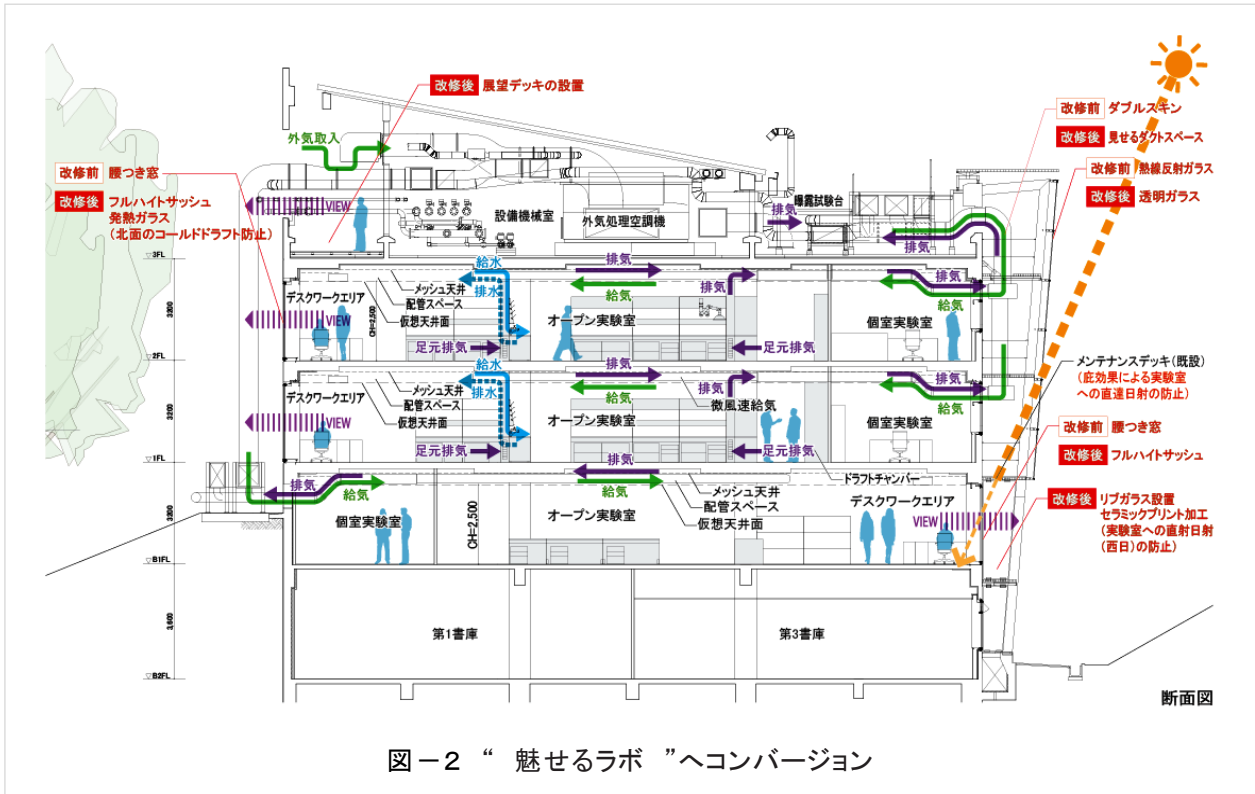 改修後 展望デッキの設置
外気取入
改修前 ダブルスキン
改修後 見せるダクトスペース
改修前 熱線反射ガラス
改修後 透明ガラス
改修前 腰つき窓
改修後 フルハイトサッシュ
発熱ガラス
(北面のコールドドラフト防止)
VIEW
設備機械室
外気処理空調機
曝露試験台
排気
排気
▽3FL
給水
排水
排気
給気
排気
排気
給気
メッシュ天井
配管スペース
仮想天井面
CH=2,500
デスクワークエリア
VIEW
オープン実験室
個室実験室
足元排気
足元排気
3200
▽2FL
給水
排水
排気
給気
排気
微風速給気
排気
給気
メッシュ天井
配管スペース
仮想天井面
デスクワークエリア
VIEW
オープン実験室
個室実験室
足元排気
足元排気
3,200
▽1FL
メンテナンスデッキ(既設)
(庇効果による実験室
への直達日射の防止)
改修前 腰つき窓
改修後 フルハイトサッシュ
ドラフトチャンバー
排気
給気
排気
給気
メッシュ天井
配管スペース
仮想天井面
個室実験室
CH=2,500
オープン実験室
デスクワークエリア
VIEW
改修後 リブガラス設置
セラミックプリント加工
(実験室への直射日射
(西日)の防止)
▽B1FL
3,600
第1書庫
第3書庫
▽B2FL
断面図
図-2 “ 魅せるラボ ”へコンバージョン